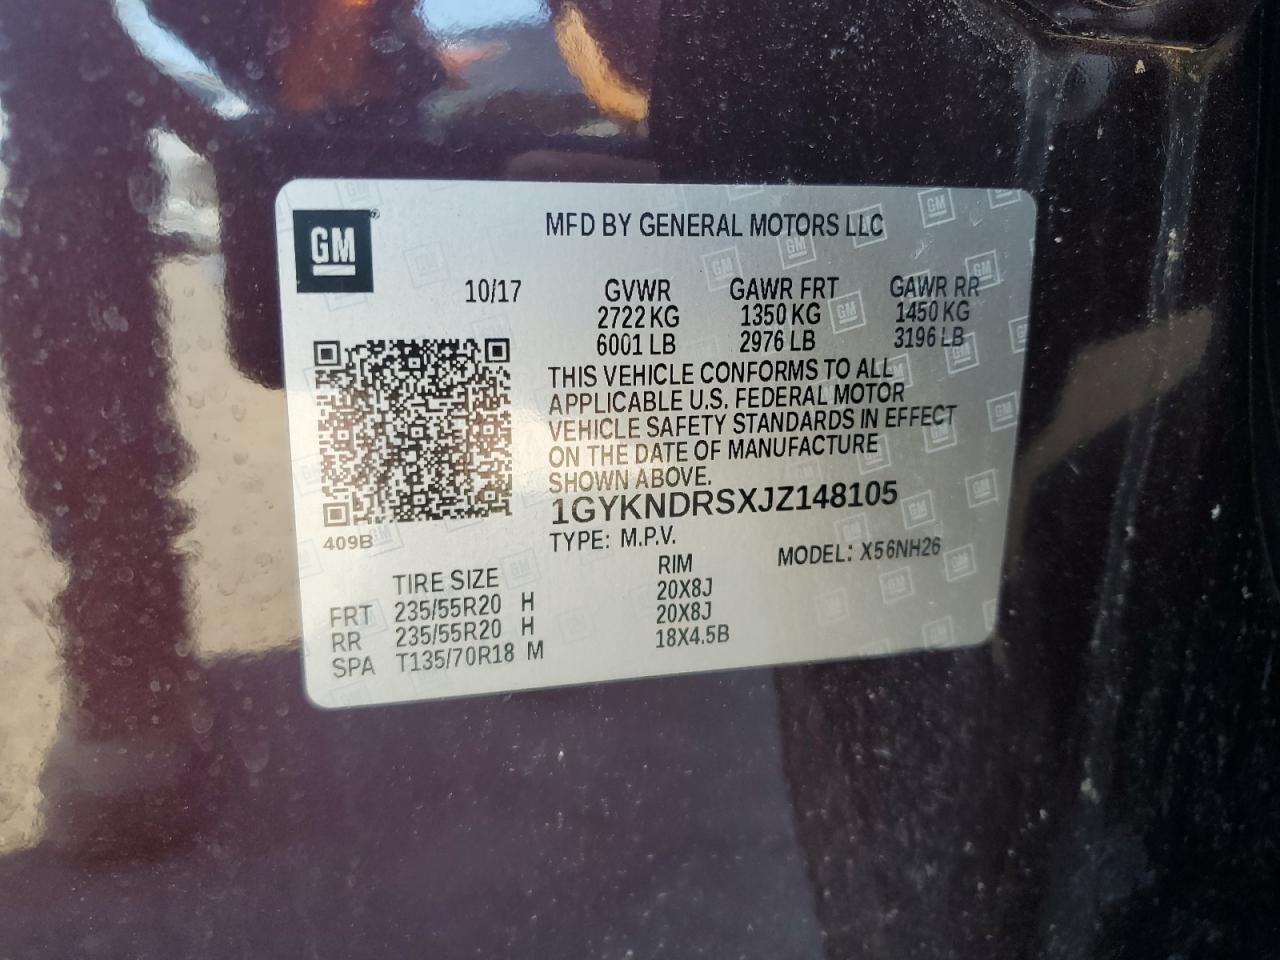 GM
MFD BY GENERAL MOTORS LLC
10/17 GVWR GAWR FRT GAWR RR
2722 KG 1350 KG 1450 KG
6001 LB 2976 LB 3196 LB
THIS VEHICLE CONFORMS TO ALL
APPLICABLE U.S. FEDERAL MOTOR
VEHICLE SAFETY STANDARDS IN EFFECT
ON THE DATE OF MANUFACTURE
SHOWN ABOVE.
1GYKNDRSXJZ148105
409B
TYPE: M.P.V. MODEL: X56NH26
TIRE SIZE RIM
FRT 235/55R20 H 20X8J
RR 235/55R20 H 20X8J
SPA T135/70R18 M 18X4.5B